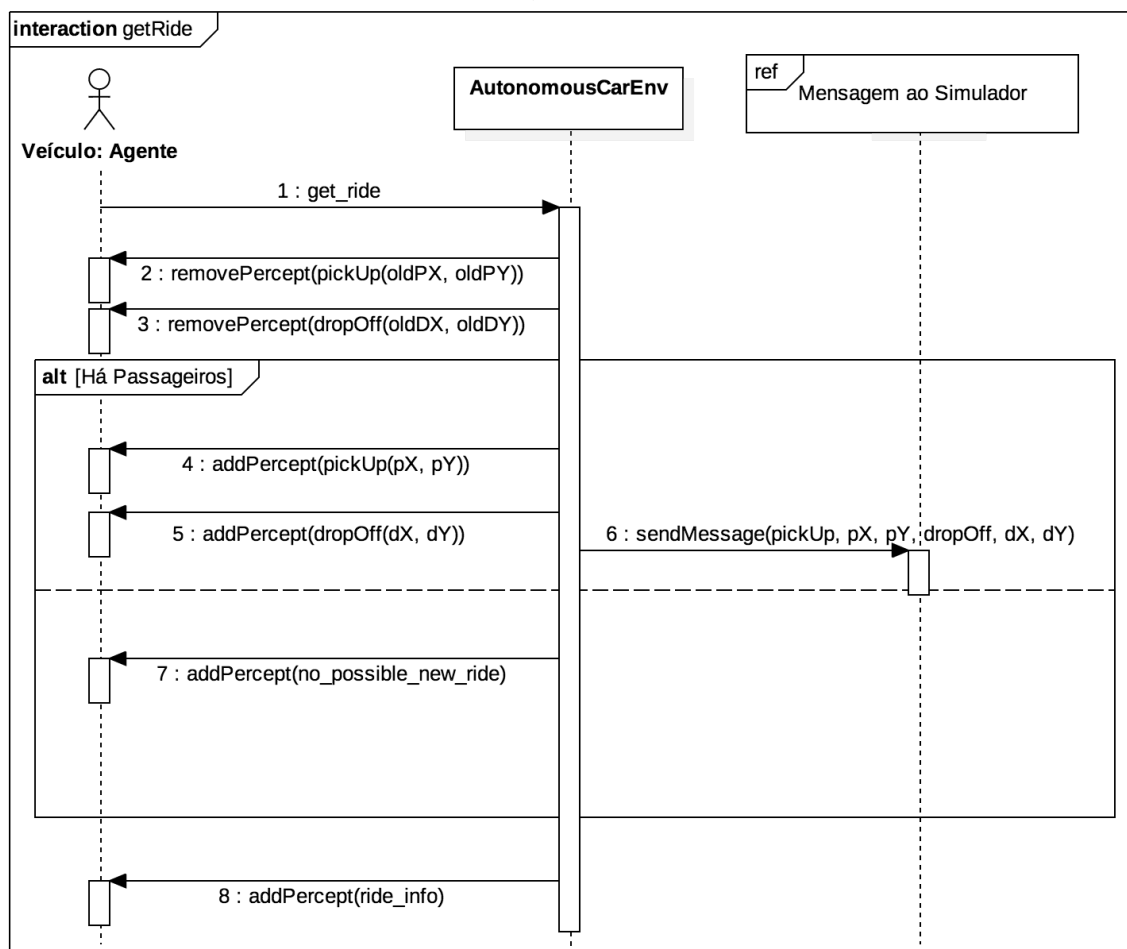 interaction getRide
ref
Mensagem ao Simulador
AutonomousCarEnv
Veículo: Agente
1 : get_ride
2 : removePercept(pickUp(oldPX, oldPY))
3 : removePercept(dropOff(oldDX, oldDY))
alt [Há Passageiros]
4 : addPercept(pickUp(pX, pY))
5 : addPercept(dropOff(dX, dY))
6 : sendMessage(pickUp, pX, pY, dropOff, dX, dY)
7 : addPercept(no_possible_new_ride)
8 : addPercept(ride_info)